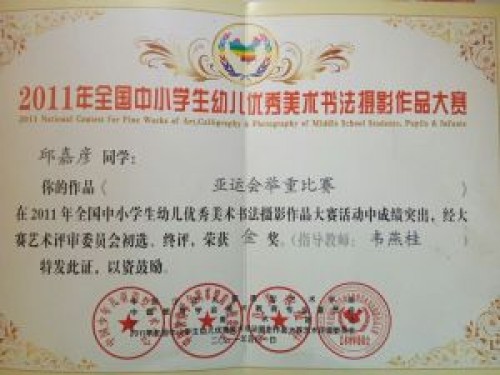 2011年全国中小学生幼儿优秀美术书法摄影作品大赛
2011 National Contest For Fine Works of Art,Calligraphy & Photography of Middle School Students, Pupils & Infants
邱嘉彦 同学：
你的作品《 亚运会举重比赛 》
在2011年全国中小学生幼儿优秀美术书法摄影作品大赛活动中成绩突出，经大
赛艺术评审委员会初选、终评，荣获 金 奖。（指导教师：韦燕桂 ）
特发此证，以资鼓励。